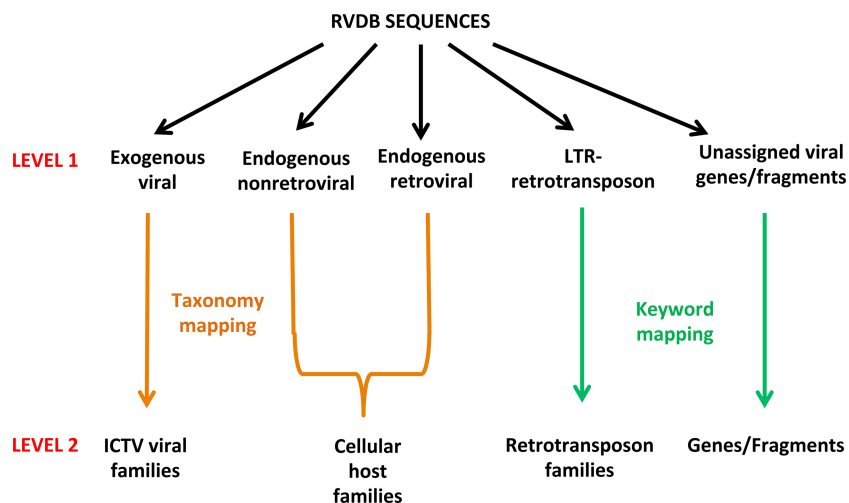 RVDB SEQUENCES
LEVEL 1
Exogenous
viral
Endogenous
nonretroviral
Endogenous
retroviral
LTR-
retrotransposon
Unassigned viral
genes/fragments
Taxonomy
mapping
Keyword
mapping
LEVEL 2
ICTV viral
families
Cellular
host
families
Retrotransposon
families
Genes/Fragments